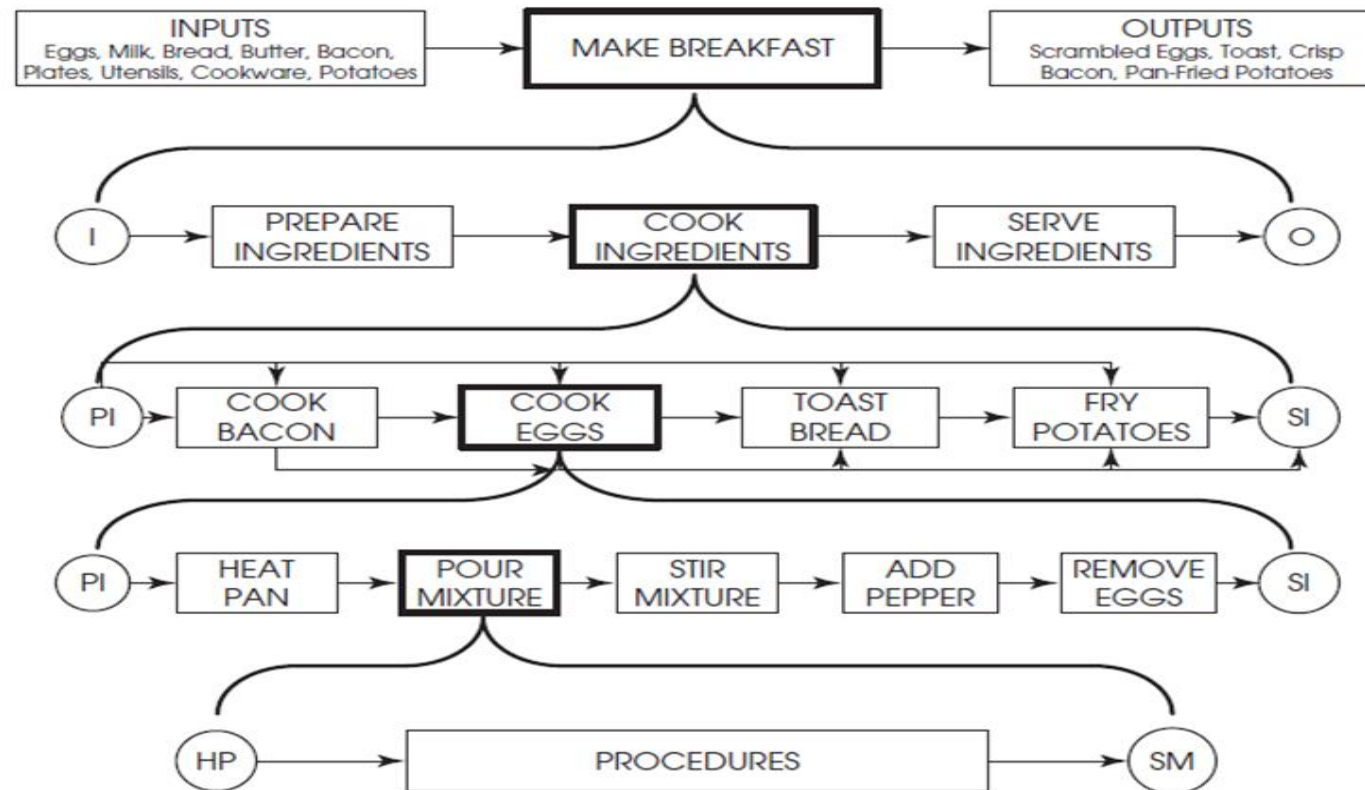 INPUTS
Eggs, Milk, Bread, Butter, Bacon,
Plates, Utensils, Cookware, Potatoes
MAKE BREAKFAST
OUTPUTS
Scrambled Eggs, Toast, Crisp
Bacon, Pan-Fried Potatoes
I
PREPARE
INGREDIENTS
COOK
INGREDIENTS
SERVE
INGREDIENTS
O
PI
COOK
BACON
COOK
EGGS
TOAST
BREAD
FRY
POTATOES
SI
PI
HEAT
PAN
POUR
MIXTURE
STIR
MIXTURE
ADD
PEPPER
REMOVE
EGGS
SI
HP
PROCEDURES
SM